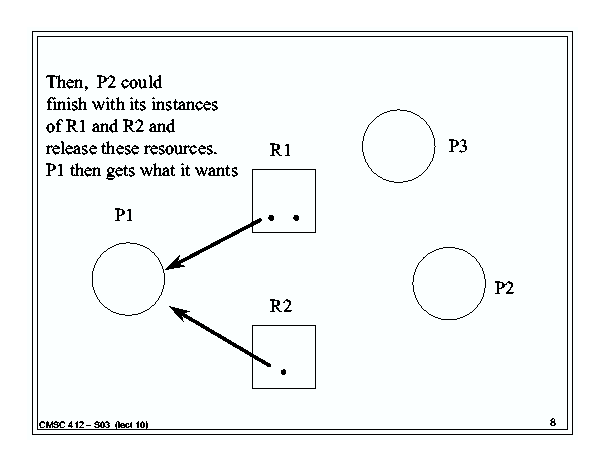 Then, P2 could
finish with its instances
of R1 and R2 and
release these resources.
P1 then gets what it wants
R1
P3
P1
P2
R2
CMSC 412 – S03 (lect 10)
8